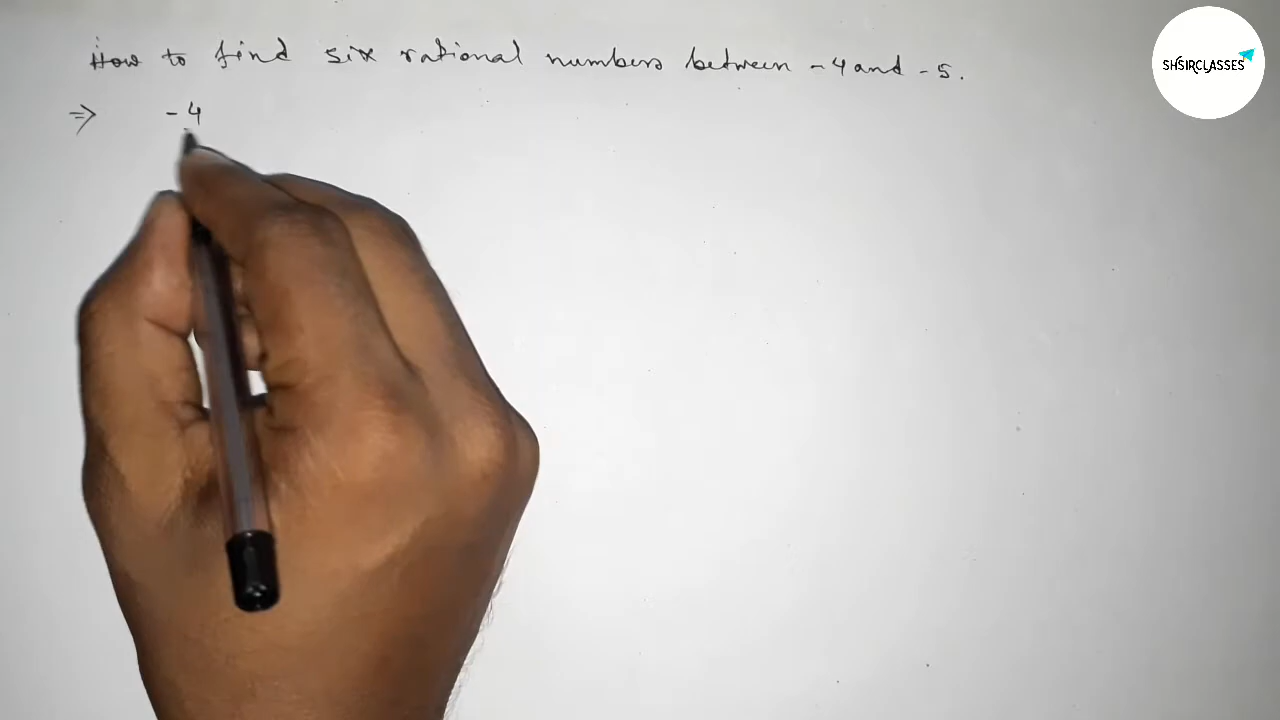 How to find six rational numbers between -4 and -5.
⇒ -4
SHSIRCLASSES